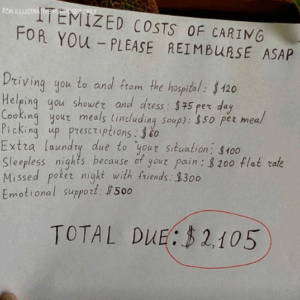 FOR ILLUSTRATIVE PURPOSES ONLY
ITEMIZED COSTS OF CARING
FOR YOU - PLEASE REIMBURSE ASAP
Driving you to and from the hospital: $120
Helping you shower and dress: $75 per day
Cooking your meals (including soup): $50 per meal
Picking up prescriptions: $60
Extra laundry due to "your situation: $100
Sleepless nights because of your pain: $200 flat rate
Missed poker night with friends: $300
Emotional support: $500
TOTAL DUE: $2,105